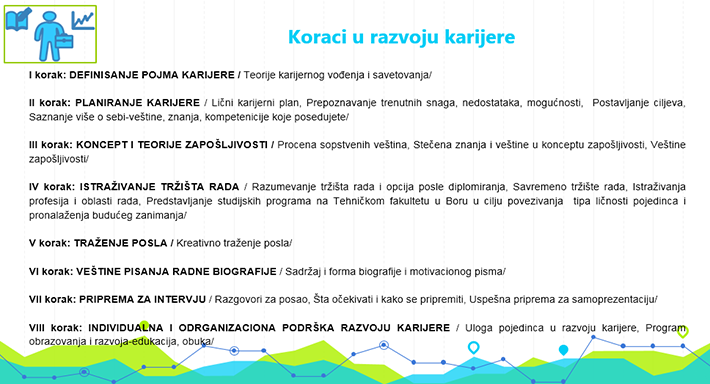 Koraci u razvoju karijere
I korak: DEFINISANJE POJMA KARIJERE / Teorije karijernog vođenja i savetovanja/
II korak: PLANIRANJE KARIJERE / Lični karijerni plan, Prepoznavanje trenutnih snaga, nedostataka, mogućnosti, Postavljanje ciljeva,
Saznanje više o sebi-veštine, znanja, kompetenicije koje posedujete/
III korak: KONCEPT I TEORIJE ZAPOŠLJIVOSTI / Procena sopstvenih veština, Stečena znanja i veštine u konceptu zapošljivosti, Veštine
zapošljivosti/
IV korak: ISTRAŽIVANJE TRŽIŠTA RADA / Razumevanje tržišta rada i opcija posle diplomiranja, Savremeno tržište rada, Istraživanja
profesija i oblasti rada, Predstavljanje studijskih programa na Tehničkom fakultetu u Boru u cilju povezivanja tipa ličnosti pojedinca i
pronalaženja budućeg zanimanja/
V korak: TRAŽENJE POSLA / Kreativno traženje posla/
VI korak: VEŠTINE PISANJA RADNE BIOGRAFIJE / Sadržaj i forma biografije i motivacionog pisma/
VII korak: PRIPREMA ZA INTERVJU / Razgovori za posao, Šta očekivati i kako se pripremiti, Uspešna priprema za samoprezentaciju/
VIII korak: INDIVIDUALNA I ODRGANIZACIONA PODRŠKA RAZVOJU KARIJERE / Uloga pojedinca u razvoju karijere, Program
obrazovanja i razvoja-edukacija, obuka/